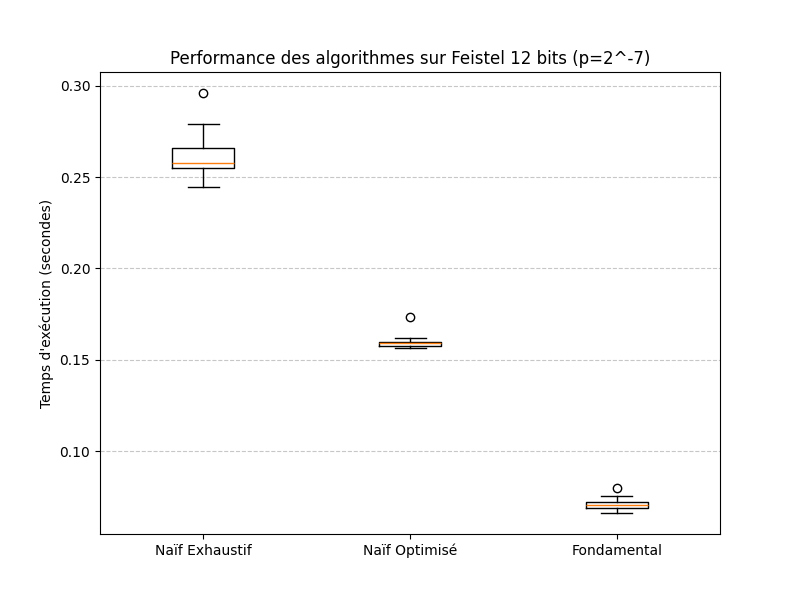 Performance des algorithmes sur Feistel 12 bits (p=2^-7)
Temps d'exécution (secondes)
0.30
0.25
0.20
0.15
0.10
Naïf Exhaustif
Naïf Optimisé
Fondamental